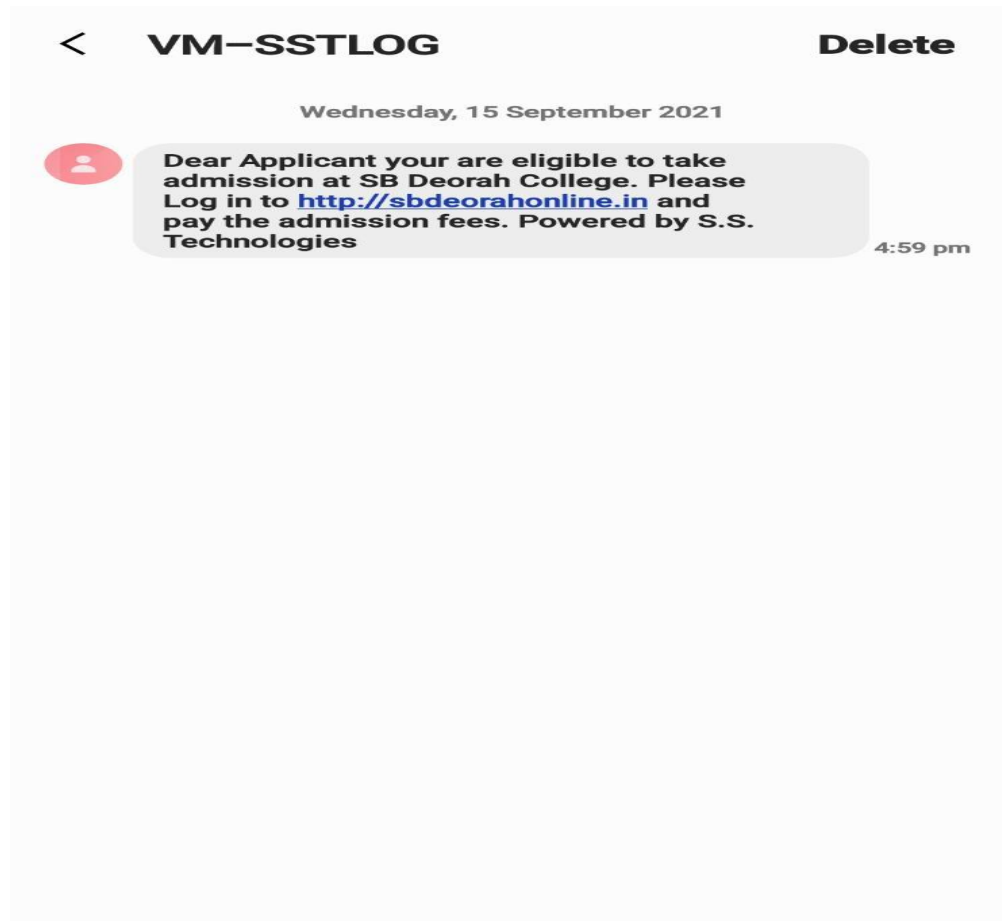 < VM-SSTLOG Delete
Wednesday, 15 September 2021
Dear Applicant your are eligible to take
admission at SB Deorah College. Please
Log in to http://sbdeorahonline.in and
pay the admission fees. Powered by S.S.
Technologies
4:59 pm